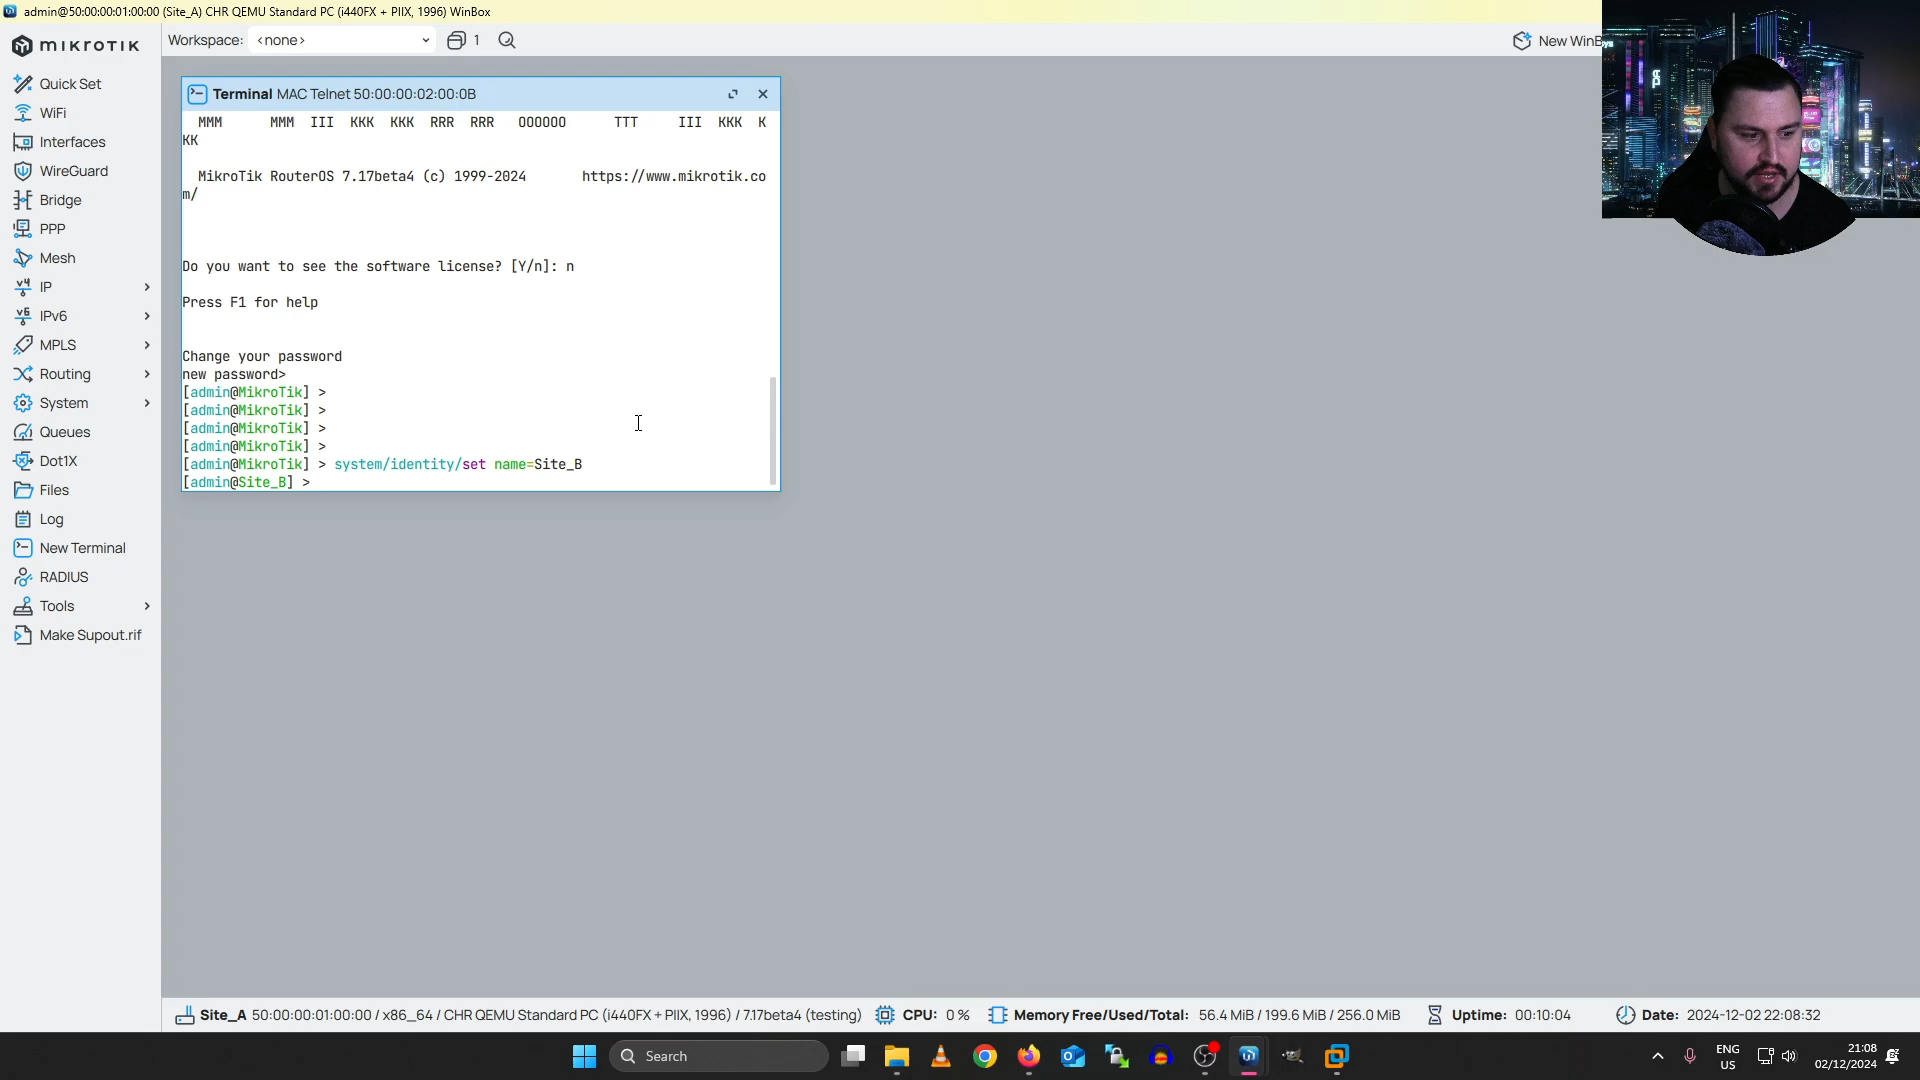 admin@50:00:00:01:00:00 (Site_A) CHR QEMU Standard PC (i440FX + PIIX, 1996) WinBox
MikroTik
Workspace: <none> 1
New WinB
Quick Set
WiFi
Interfaces
WireGuard
Bridge
PPP
Mesh
IP
IPv6
MPLS
Routing
System
Queues
Dot1X
Files
Log
New Terminal
RADIUS
Tools
Make Supout.rif
Terminal MAC Telnet 50:00:00:02:00:0B
MMM MMM III KKK KKK RRR RRR OOOOOO TTT III KKK K
KK
MikroTik RouterOS 7.17beta4 (c) 1999-2024 https://www.mikrotik.co
m/
Do you want to see the software license? [Y/n]: n
Press F1 for help
Change your password
new password>
[admin@MikroTik] >
[admin@MikroTik] >
[admin@MikroTik] >
[admin@MikroTik] >
[admin@MikroTik] > system/identity/set name=Site_B
[admin@Site_B] >
Site_A 50:00:00:01:00:00 / x86_64 / CHR QEMU Standard PC (i440FX + PIIX, 1996) / 7.17beta4 (testing) CPU: 0 % Memory Free/Used/Total: 56.4 MiB / 199.6 MiB / 256.0 MiB Uptime: 00:10:04 Date: 2024-12-02 22:08:32
Search
ENG
US
21:08
02/12/2024